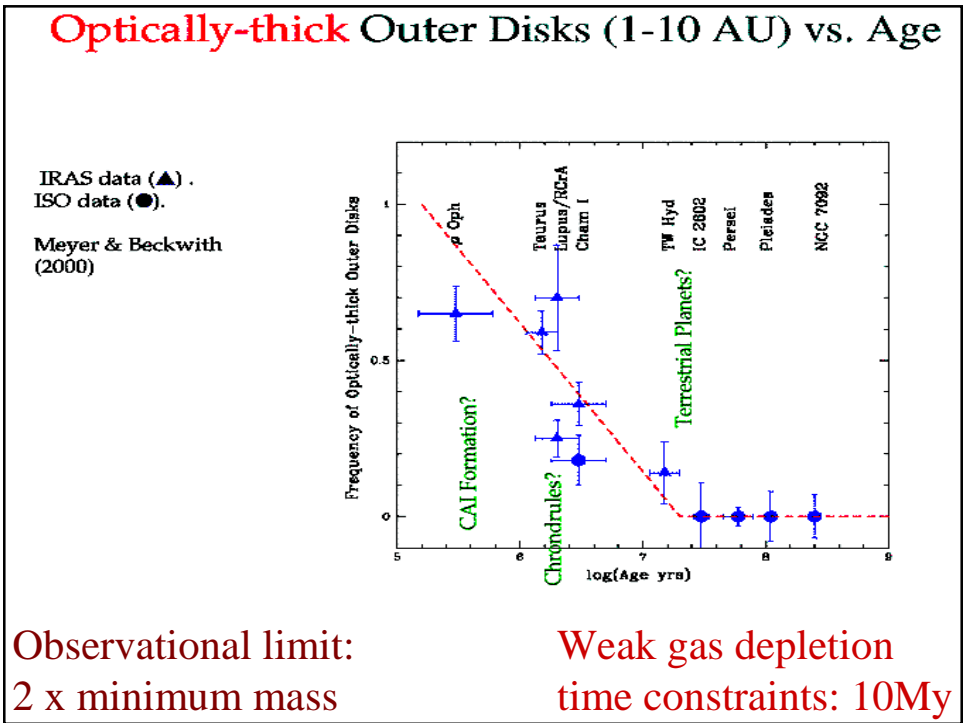 Optically-thick Outer Disks (1-10 AU) vs. Age
IRAS data (▲) .
ISO data (●).
Meyer & Beckwith
(2000)
Frequency of Optically-thick Outer Disks
1
0.5
0
ρ Oph
Taurus
Lupus/RCrA
Cham I
TW Hyd
IC 2602
Persei
Pleiades
NGC 7092
CAI Formation?
Chrondrules?
Terrestrial Planets?
5
6
7
8
9
log(Age yrs)
Observational limit:
2 x minimum mass
Weak gas depletion
time constraints: 10My